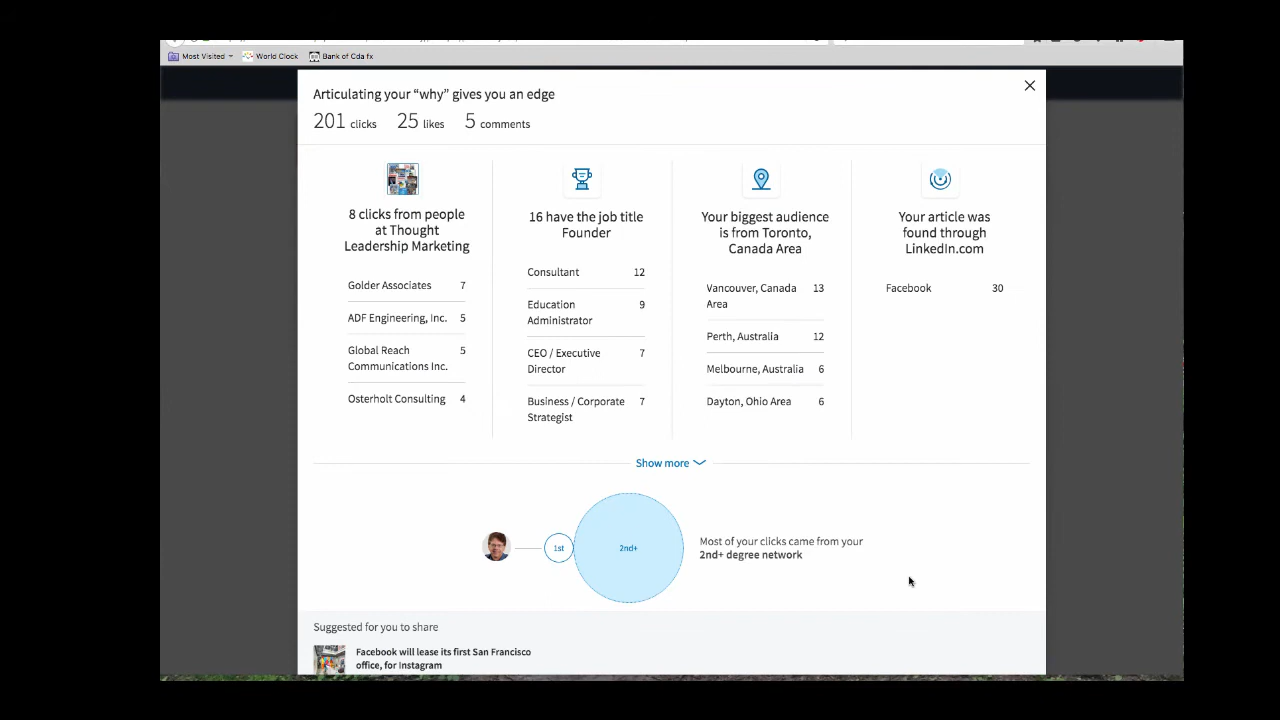 Most Visited
World Clock
Bank of Cda fx
Articulating your “why” gives you an edge
201 clicks 25 likes 5 comments
8 clicks from people
at Thought
Leadership Marketing
Golder Associates 7
ADF Engineering, Inc. 5
Global Reach 5
Communications Inc.
Osterholt Consulting 4
16 have the job title
Founder
Consultant 12
Education 9
Administrator
CEO / Executive 7
Director
Business / Corporate 7
Strategist
Your biggest audience
is from Toronto,
Canada Area
Vancouver, Canada 13
Area
Perth, Australia 12
Melbourne, Australia 6
Dayton, Ohio Area 6
Your article was
found through
LinkedIn.com
Facebook 30
Show more
1st
2nd+
Most of your clicks came from your
2nd+ degree network
Suggested for you to share
Facebook will lease its first San Francisco
office, for Instagram